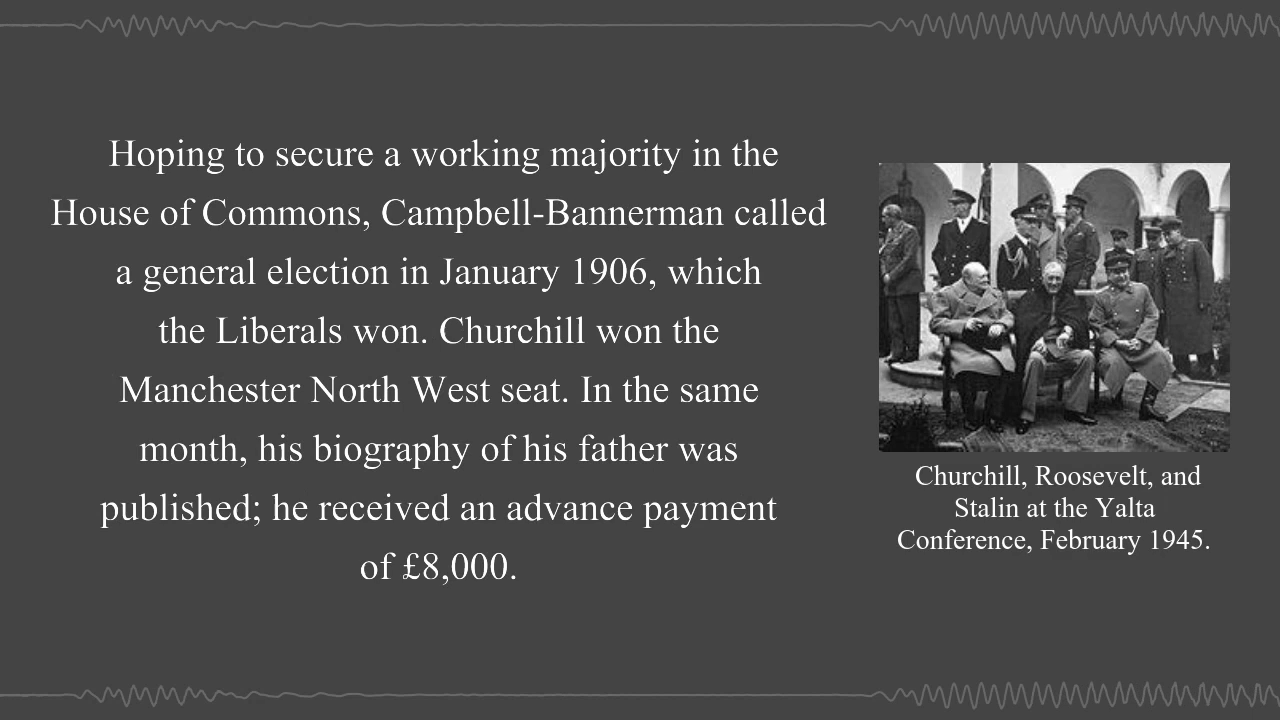 Hoping to secure a working majority in the
House of Commons, Campbell-Bannerman called
a general election in January 1906, which
the Liberals won. Churchill won the
Manchester North West seat. In the same
month, his biography of his father was
published; he received an advance payment
of £8,000.
Churchill, Roosevelt, and
Stalin at the Yalta
Conference, February 1945.